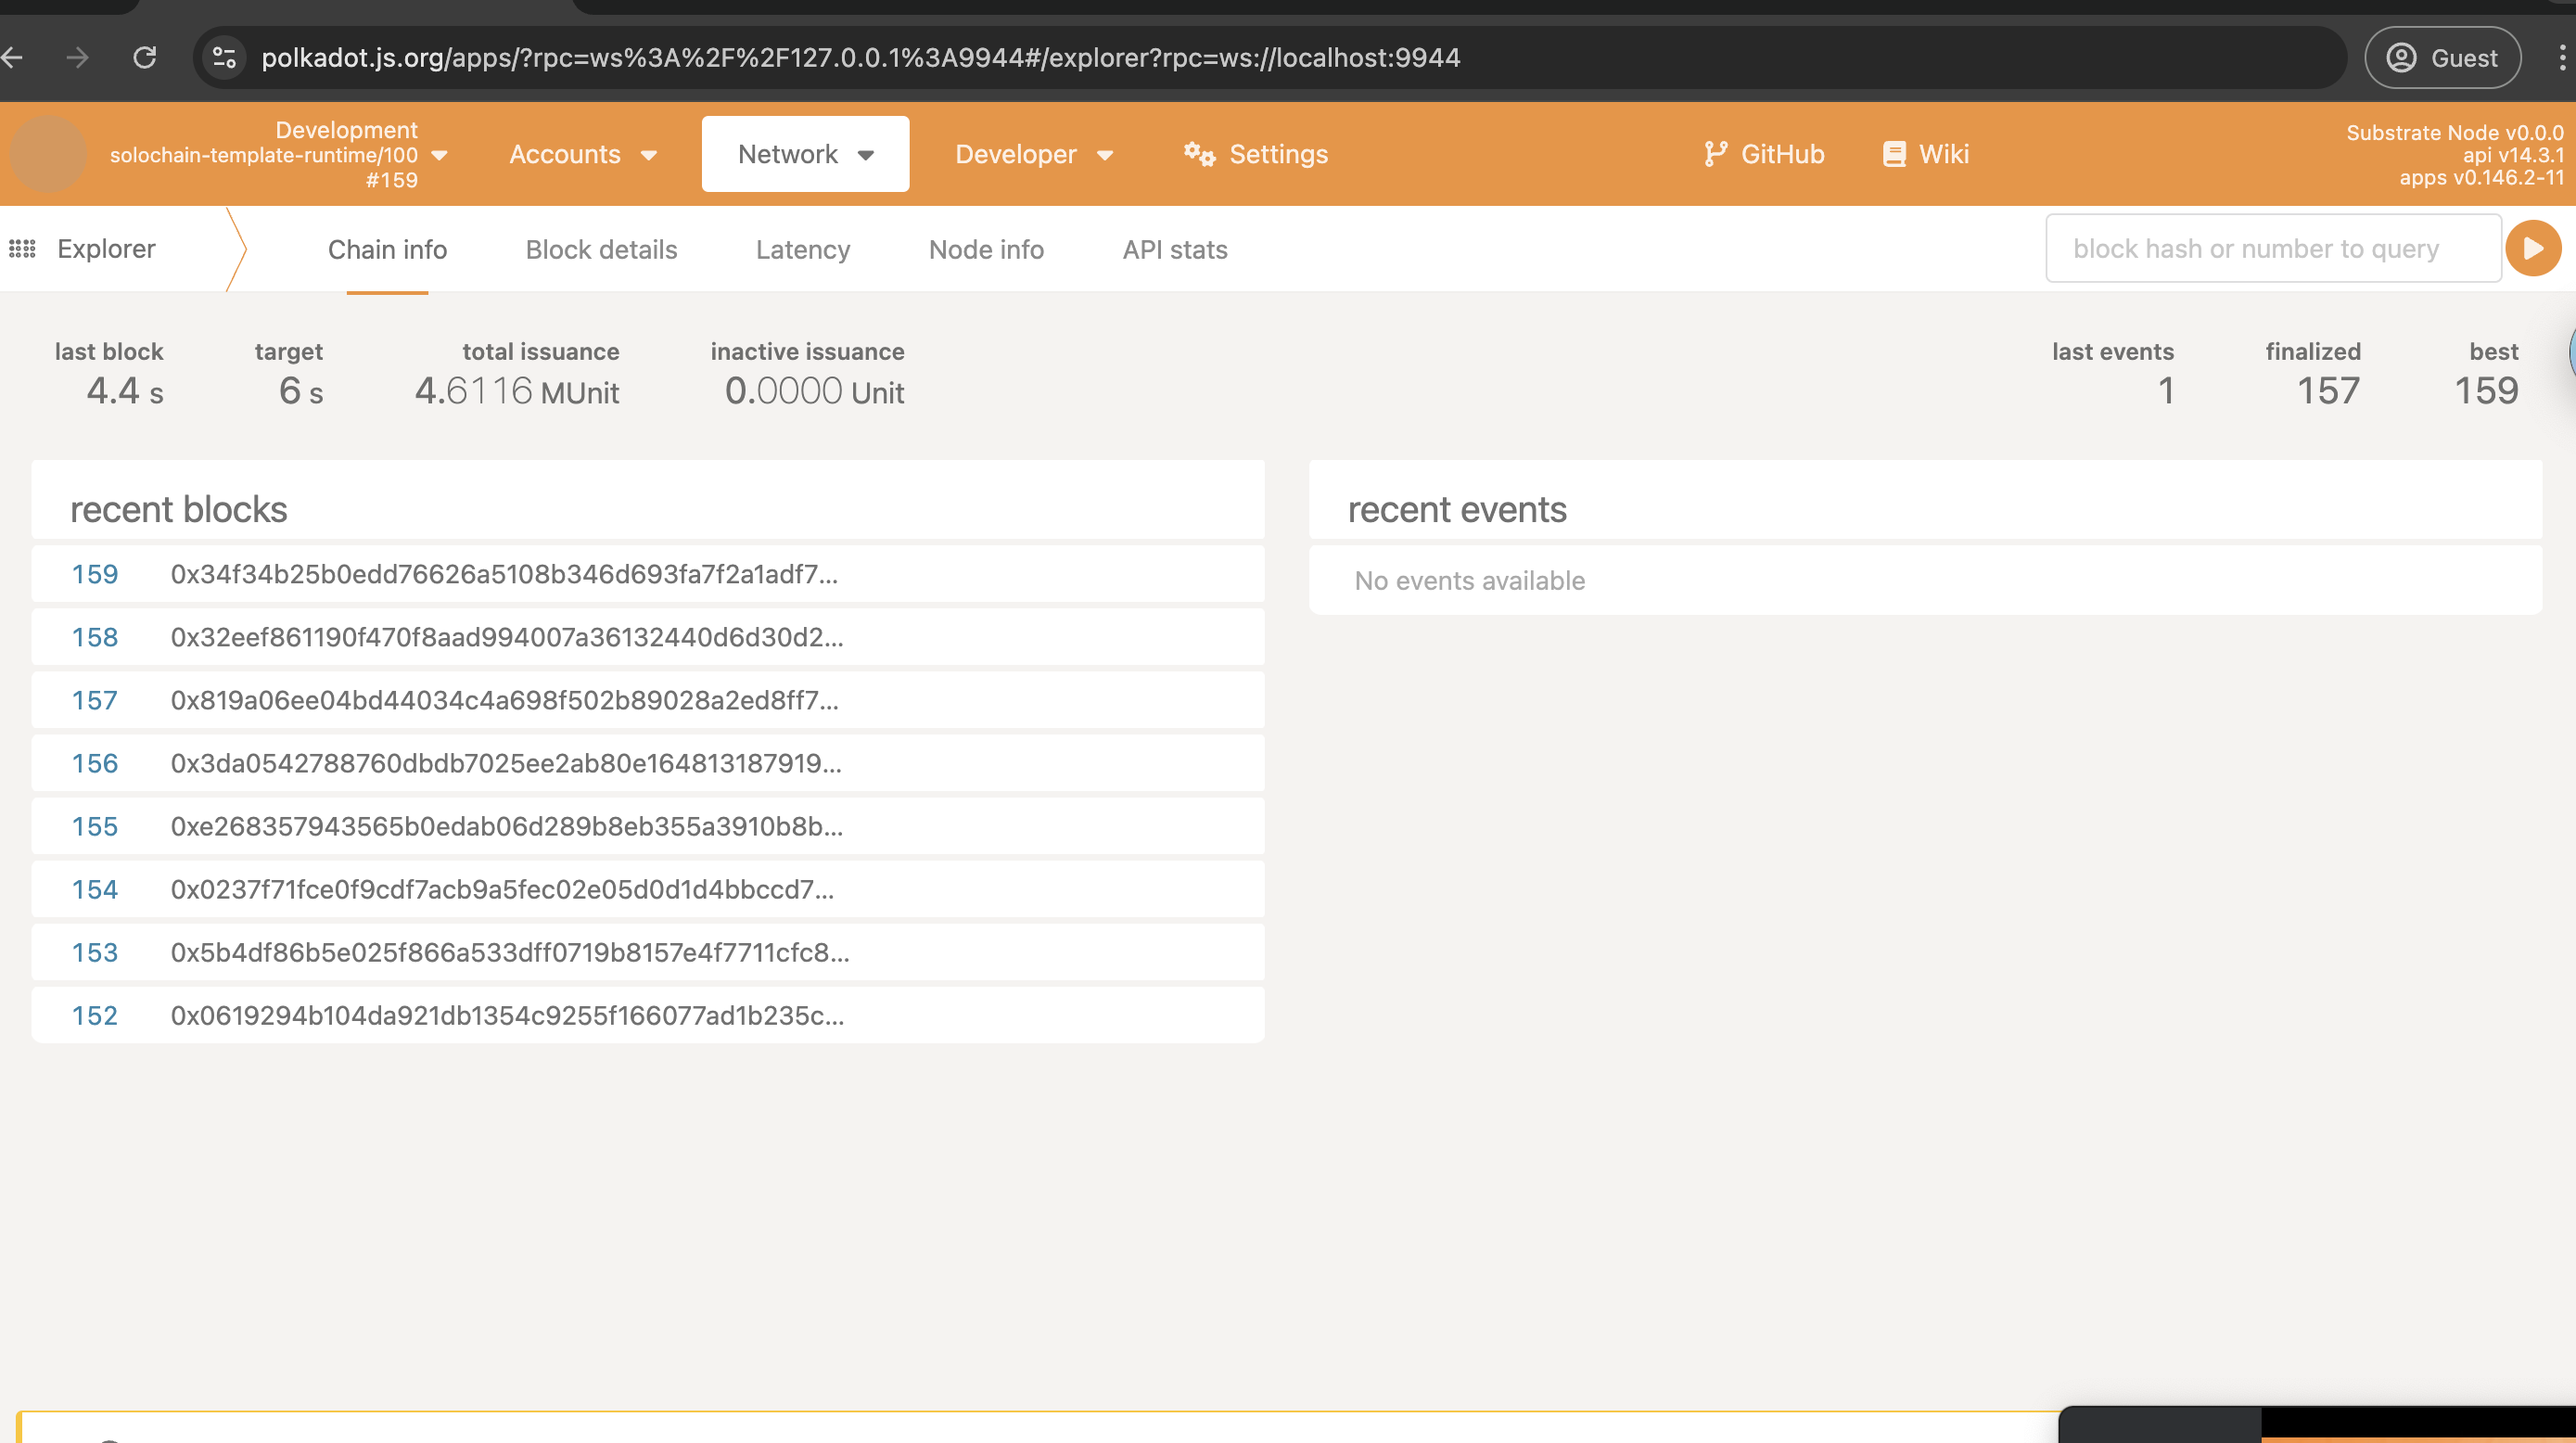 polkadot.js.org/apps/?rpc=ws%3A%2F%2F127.0.0.1%3A9944#/explorer?rpc=ws://localhost:9944
Guest
Development
solochain-template-runtime/100
#159
Accounts
Network
Developer
Settings
GitHub
Wiki
Substrate Node v0.0.0
api v14.3.1
apps v0.146.2-11
Explorer
Chain info
Block details
Latency
Node info
API stats
block hash or number to query
last block
4.4 s
target
6 s
total issuance
4.6116 MUnit
inactive issuance
0.0000 Unit
last events
1
finalized
157
best
159
recent blocks
159 0x34f34b25b0edd76626a5108b346d693fa7f2a1adf7...
158 0x32eef861190f470f8aad994007a36132440d6d30d2...
157 0x819a06ee04bd44034c4a698f502b89028a2ed8ff7...
156 0x3da0542788760dbdb7025ee2ab80e164813187919...
155 0xe268357943565b0edab06d289b8eb355a3910b8b...
154 0x0237f71fce0f9cdf7acb9a5fec02e05d0d1d4bbccd7...
153 0x5b4df86b5e025f866a533dff0719b8157e4f7711cfc8...
152 0x0619294b104da921db1354c9255f166077ad1b235c...
recent events
No events available